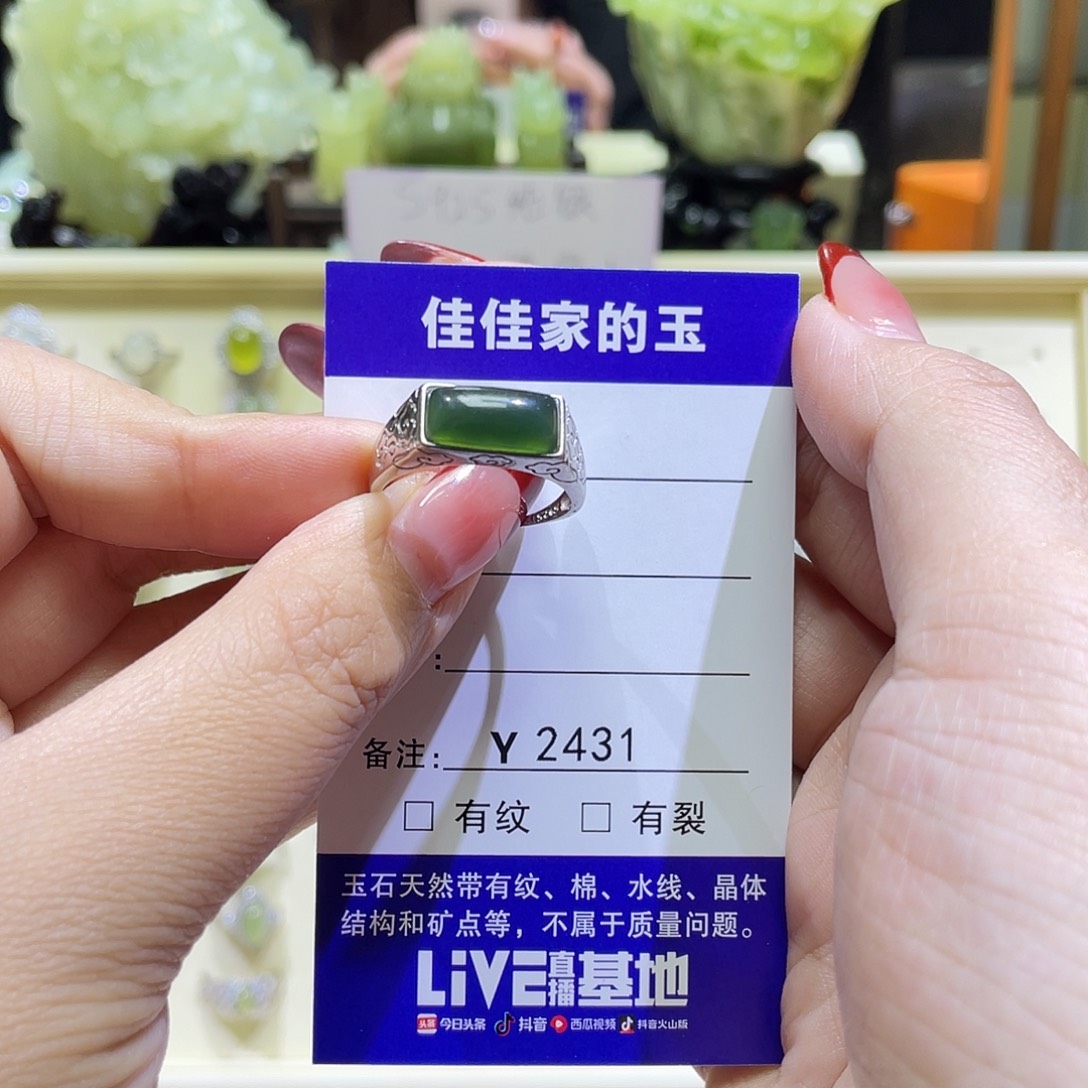 佳佳家的玉
:
备注: Y 2431
□ 有纹 □ 有裂
玉石天然带有纹、棉、水线、晶体
结构和矿点等，不属于质量问题。
LiVE直播基地
头条 今日头条 抖音 西瓜视频 抖音火山版